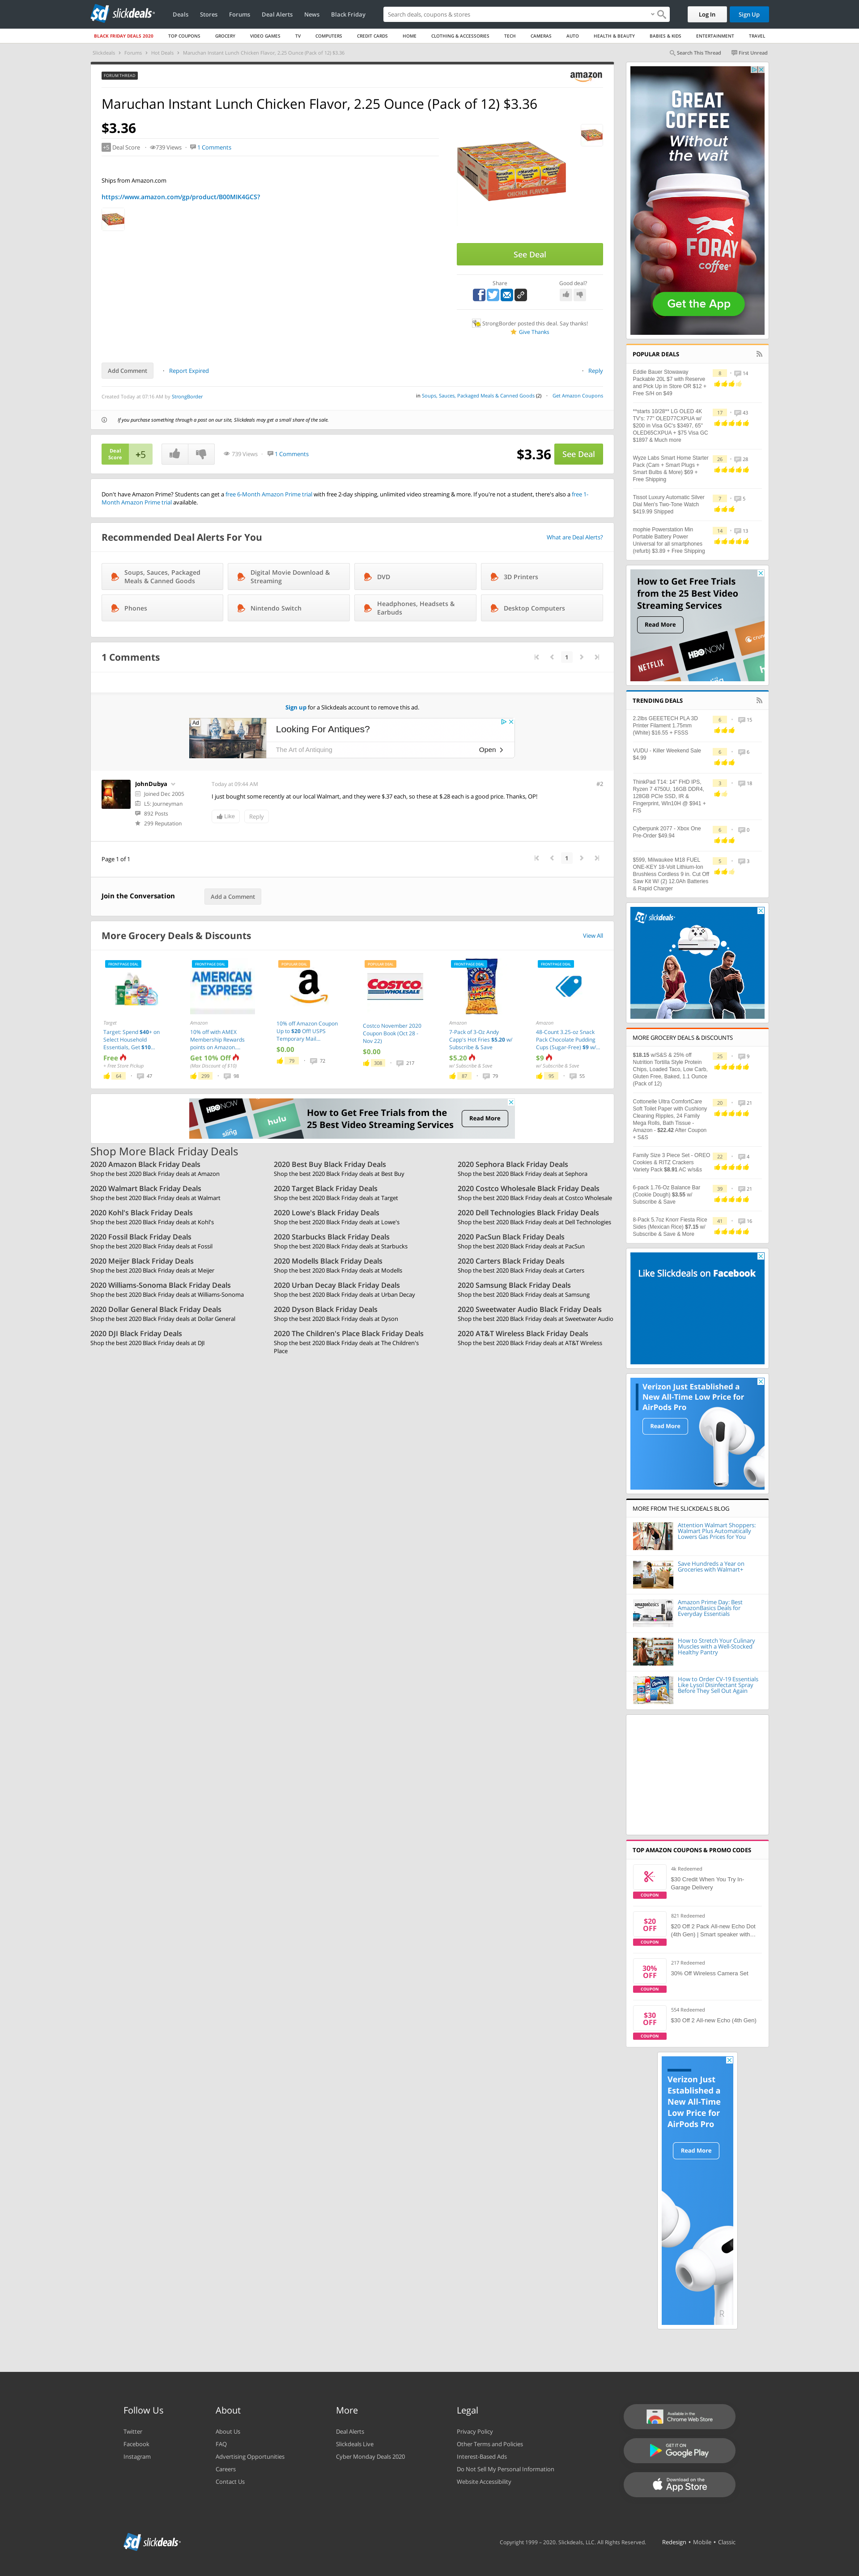 sd slickdeals
Deals Stores Forums Deal Alerts News Black Friday
Search deals, coupons & stores
Log In Sign Up
BLACK FRIDAY DEALS 2020 TOP COUPONS GROCERY VIDEO GAMES TV COMPUTERS CREDIT CARDS HOME CLOTHING & ACCESSORIES TECH CAMERAS AUTO HEALTH & BEAUTY BABIES & KIDS ENTERTAINMENT TRAVEL
Slickdeals Forums Hot Deals Maruchan Instant Lunch Chicken Flavor, 2.25 Ounce (Pack of 12) $3.36
Search This Thread First Unread
FORUM THREAD
amazon
Maruchan Instant Lunch Chicken Flavor, 2.25 Ounce (Pack of 12) $3.36
$3.36
Deal Score 739 Views 1 Comments
Ships from Amazon.com
https://www.amazon.com/gp/product/B00MIK4GCS?
CHICKEN FLAVOR
See Deal
Share Good deal?
StrongBorder posted this deal. Say thanks!
Give Thanks
Add Comment Report Expired Reply
Created Today at 07:16 AM by StrongBorder
in Soups, Sauces, Packaged Meals & Canned Goods (2) Get Amazon Coupons
If you purchase something through a post on our site, Slickdeals may get a small share of the sale.
Deal Score +5 739 Views 1 Comments $3.36 See Deal
Don't have Amazon Prime? Students can get a free 6-Month Amazon Prime trial with free 2-day shipping, unlimited video streaming & more. If you're not a student, there's also a free 1-
Month Amazon Prime trial available.
Recommended Deal Alerts For You What are Deal Alerts?
Soups, Sauces, Packaged Meals & Canned Goods
Digital Movie Download & Streaming
DVD
3D Printers
Phones
Nintendo Switch
Headphones, Headsets & Earbuds
Desktop Computers
1 Comments 1
Sign up for a Slickdeals account to remove this ad.
Ad
Looking For Antiques?
The Art of Antiquing Open
JohnDubya
Joined Dec 2005
L5: Journeyman
892 Posts
299 Reputation
Today at 09:44 AM #2
I just bought some recently at our local Walmart, and they were $.37 each, so these at $.28 each is a good price. Thanks, OP!
Like Reply
Page 1 of 1 1
Join the Conversation Add a Comment
More Grocery Deals & Discounts View All
FRONTPAGE DEAL
Target
Target: Spend $40+ on
Select Household
Essentials, Get $10...
Free
+ Free Store Pickup
64 47
FRONTPAGE DEAL
AMERICAN EXPRESS
Amazon
10% off with AMEX
Membership Rewards
points on Amazon...
Get 10% Off
(Max Discount of $10)
299 98
POPULAR DEAL
10% off Amazon Coupon
Up to $20 Off! USPS
Temporary Mail...
$0.00
79 72
POPULAR DEAL
COSTCO WHOLESALE
Costco November 2020
Coupon Book (Oct 28 -
Nov 22)
$0.00
308 217
FRONTPAGE DEAL
Amazon
7-Pack of 3-Oz Andy
Capp's Hot Fries $5.20 w/
Subscribe & Save
$5.20
w/ Subscribe & Save
87 79
FRONTPAGE DEAL
Amazon
48-Count 3.25-oz Snack
Pack Chocolate Pudding
Cups (Sugar-Free) $9 w/...
$9
w/ Subscribe & Save
95 55
HBO NOW sling hulu
How to Get Free Trials from the
25 Best Video Streaming Services
Read More
Shop More Black Friday Deals
2020 Amazon Black Friday Deals
Shop the best 2020 Black Friday deals at Amazon
2020 Best Buy Black Friday Deals
Shop the best 2020 Black Friday deals at Best Buy
2020 Sephora Black Friday Deals
Shop the best 2020 Black Friday deals at Sephora
2020 Walmart Black Friday Deals
Shop the best 2020 Black Friday deals at Walmart
2020 Target Black Friday Deals
Shop the best 2020 Black Friday deals at Target
2020 Costco Wholesale Black Friday Deals
Shop the best 2020 Black Friday deals at Costco Wholesale
2020 Kohl's Black Friday Deals
Shop the best 2020 Black Friday deals at Kohl's
2020 Lowe's Black Friday Deals
Shop the best 2020 Black Friday deals at Lowe's
2020 Dell Technologies Black Friday Deals
Shop the best 2020 Black Friday deals at Dell Technologies
2020 Fossil Black Friday Deals
Shop the best 2020 Black Friday deals at Fossil
2020 Starbucks Black Friday Deals
Shop the best 2020 Black Friday deals at Starbucks
2020 PacSun Black Friday Deals
Shop the best 2020 Black Friday deals at PacSun
2020 Meijer Black Friday Deals
Shop the best 2020 Black Friday deals at Meijer
2020 Modells Black Friday Deals
Shop the best 2020 Black Friday deals at Modells
2020 Carters Black Friday Deals
Shop the best 2020 Black Friday deals at Carters
2020 Williams-Sonoma Black Friday Deals
Shop the best 2020 Black Friday deals at Williams-Sonoma
2020 Urban Decay Black Friday Deals
Shop the best 2020 Black Friday deals at Urban Decay
2020 Samsung Black Friday Deals
Shop the best 2020 Black Friday deals at Samsung
2020 Dollar General Black Friday Deals
Shop the best 2020 Black Friday deals at Dollar General
2020 Dyson Black Friday Deals
Shop the best 2020 Black Friday deals at Dyson
2020 Sweetwater Audio Black Friday Deals
Shop the best 2020 Black Friday deals at Sweetwater Audio
2020 DJI Black Friday Deals
Shop the best 2020 Black Friday deals at DJI
2020 The Children's Place Black Friday Deals
Shop the best 2020 Black Friday deals at The Children's
Place
2020 AT&T Wireless Black Friday Deals
Shop the best 2020 Black Friday deals at AT&T Wireless
GREAT
COFFEE
Without
the wait
FORAY
coffee
Get the App
POPULAR DEALS
Eddie Bauer Stowaway
Packable 20L $7 with Reserve
and Pick Up in Store OR $12 +
Free S/H on $49
8 14
**starts 10/28** LG OLED 4K
TV's: 77" OLED77CXPUA w/
$200 in Visa GC's $3497, 65"
OLED65CXPUA + $75 Visa GC
$1897 & Much more
17 43
Wyze Labs Smart Home Starter
Pack (Cam + Smart Plugs +
Smart Bulbs & More) $69 +
Free Shipping
26 28
Tissot Luxury Automatic Silver
Dial Men's Two-Tone Watch
$419.99 Shipped
7 5
mophie Powerstation Min
Portable Battery Power
Universal for all smartphones
(refurb) $3.89 + Free Shipping
14 13
How to Get Free Trials
from the 25 Best Video
Streaming Services
Read More
NETFLIX HBO NOW
TRENDING DEALS
2.2lbs GEEETECH PLA 3D
Printer Filament 1.75mm
(White) $16.55 + FSSS
6 15
VUDU - Killer Weekend Sale
$4.99
6 6
ThinkPad T14: 14'' FHD IPS,
Ryzen 7 4750U, 16GB DDR4,
128GB PCIe SSD, IR &
Fingerprint, Win10H @ $941 +
F/S
3 18
Cyberpunk 2077 - Xbox One
Pre-Order $49.94
6 0
$599, Milwaukee M18 FUEL
ONE-KEY 18-Volt Lithium-Ion
Brushless Cordless 9 in. Cut Off
Saw Kit W/ (2) 12.0Ah Batteries
& Rapid Charger
5 3
sd slickdeals
MORE GROCERY DEALS & DISCOUNTS
$18.15 w/S&S & 25% off
Nutrition Tortilla Style Protein
Chips, Loaded Taco, Low Carb,
Gluten Free, Baked, 1.1 Ounce
(Pack of 12)
25 9
Cottonelle Ultra ComfortCare
Soft Toilet Paper with Cushiony
Cleaning Ripples, 24 Family
Mega Rolls, Bath Tissue -
Amazon - $22.42 After Coupon
+ S&S
20 21
Family Size 3 Piece Set - OREO
Cookies & RITZ Crackers
Variety Pack $8.91 AC w/s&s
22 4
6-pack 1.76-Oz Balance Bar
(Cookie Dough) $3.55 w/
Subscribe & Save
39 21
8-Pack 5.7oz Knorr Fiesta Rice
Sides (Mexican Rice) $7.15 w/
Subscribe & Save & More
41 16
Like Slickdeals on Facebook
Verizon Just Established a
New All-Time Low Price for
AirPods Pro
Read More
MORE FROM THE SLICKDEALS BLOG
Attention Walmart Shoppers:
Walmart Plus Automatically
Lowers Gas Prices for You
Save Hundreds a Year on
Groceries with Walmart+
amazonbasics
Amazon Prime Day: Best
AmazonBasics Deals for
Everyday Essentials
How to Stretch Your Culinary
Muscles with a Well-Stocked
Healthy Pantry
How to Order CV-19 Essentials
Like Lysol Disinfectant Spray
Before They Sell Out Again
TOP AMAZON COUPONS & PROMO CODES
COUPON
4k Redeemed
$30 Credit When You Try In-
Garage Delivery
$20 OFF
COUPON
821 Redeemed
$20 Off 2 Pack All-new Echo Dot
(4th Gen) | Smart speaker with...
30% OFF
COUPON
217 Redeemed
30% Off Wireless Camera Set
$30 OFF
COUPON
554 Redeemed
$30 Off 2 All-new Echo (4th Gen)
Verizon Just
Established a
New All-Time
Low Price for
AirPods Pro
Read More
Follow Us
Twitter
Facebook
Instagram
About
About Us
FAQ
Advertising Opportunities
Careers
Contact Us
More
Deal Alerts
Slickdeals Live
Cyber Monday Deals 2020
Legal
Privacy Policy
Other Terms and Policies
Interest-Based Ads
Do Not Sell My Personal Information
Website Accessibility
Available in the
Chrome Web Store
GET IT ON
Google Play
Download on the
App Store
sd slickdeals
Copyright 1999 - 2020. Slickdeals, LLC. All Rights Reserved. Redesign • Mobile • Classic